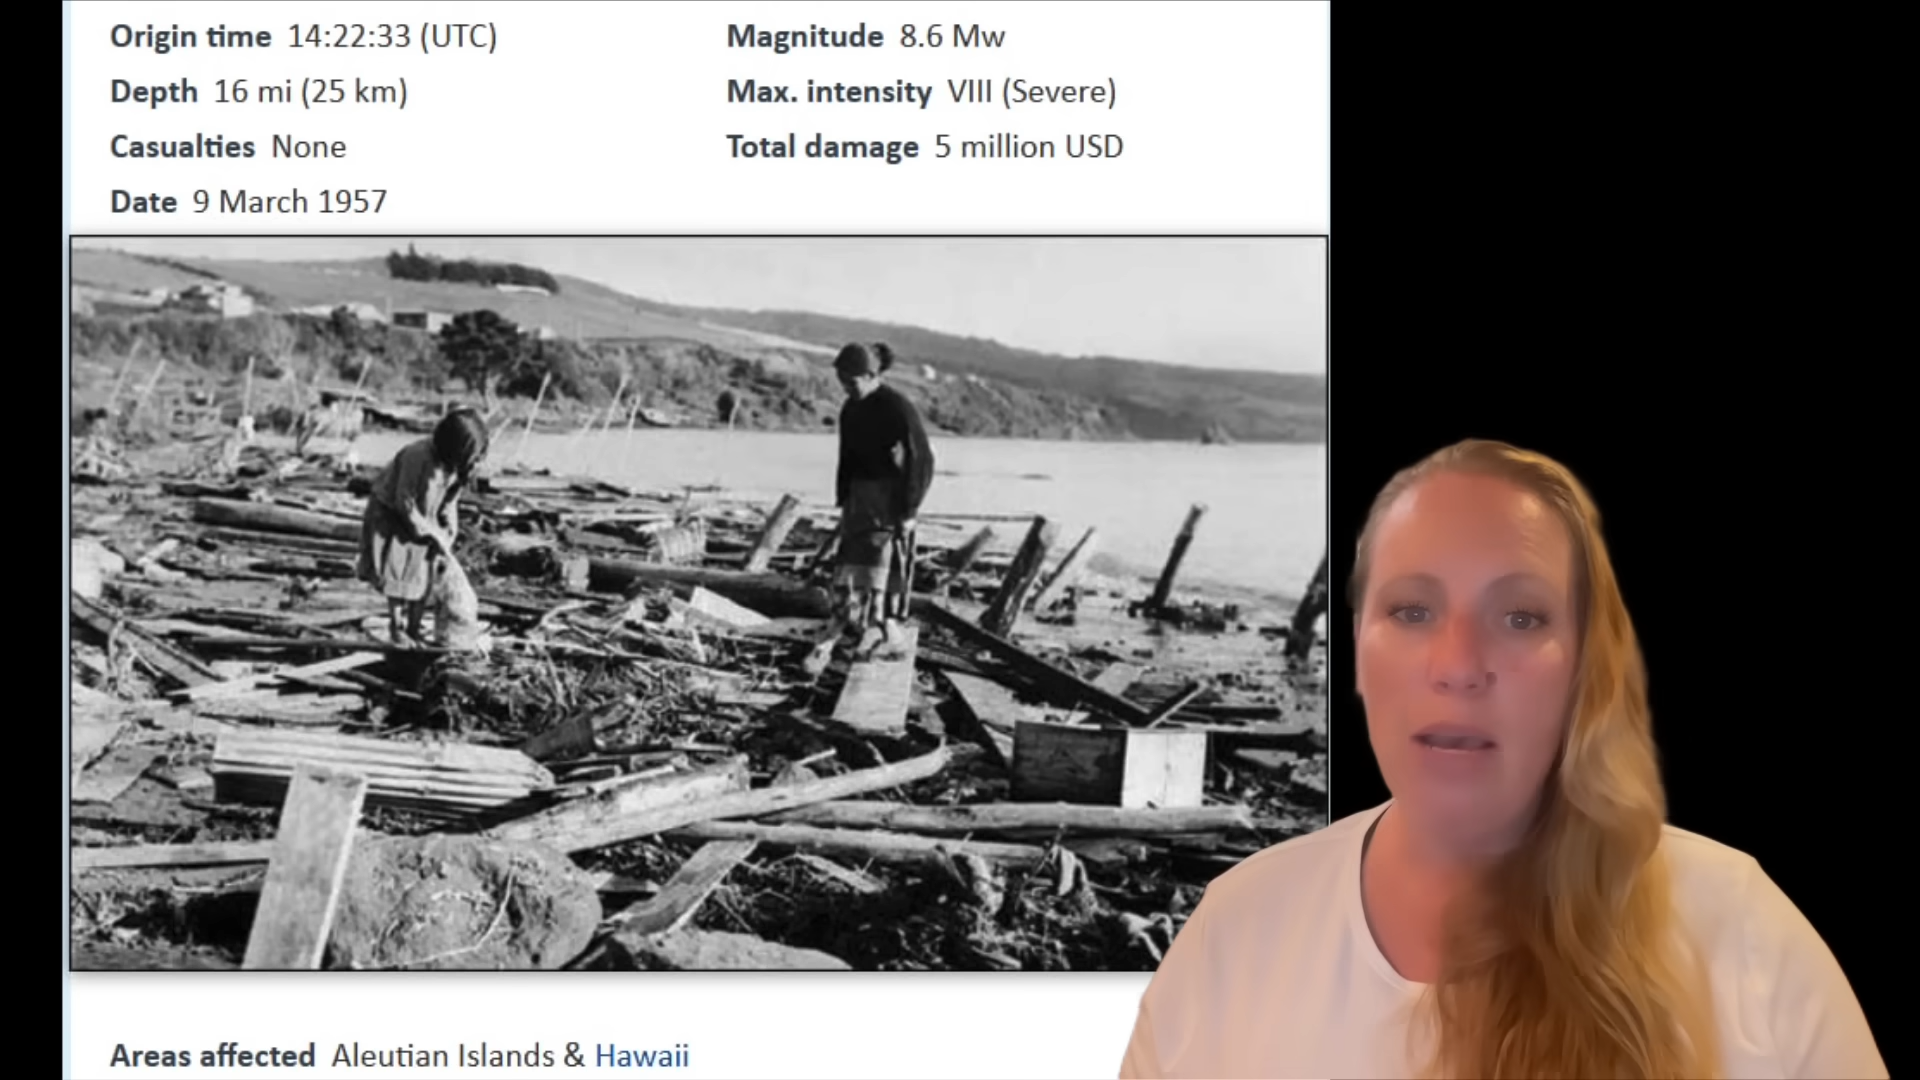 Origin time 14:22:33 (UTC)
Magnitude 8.6 Mw
Depth 16 mi (25 km)
Max. intensity VIII (Severe)
Casualties None
Total damage 5 million USD
Date 9 March 1957
Areas affected Aleutian Islands & Hawaii